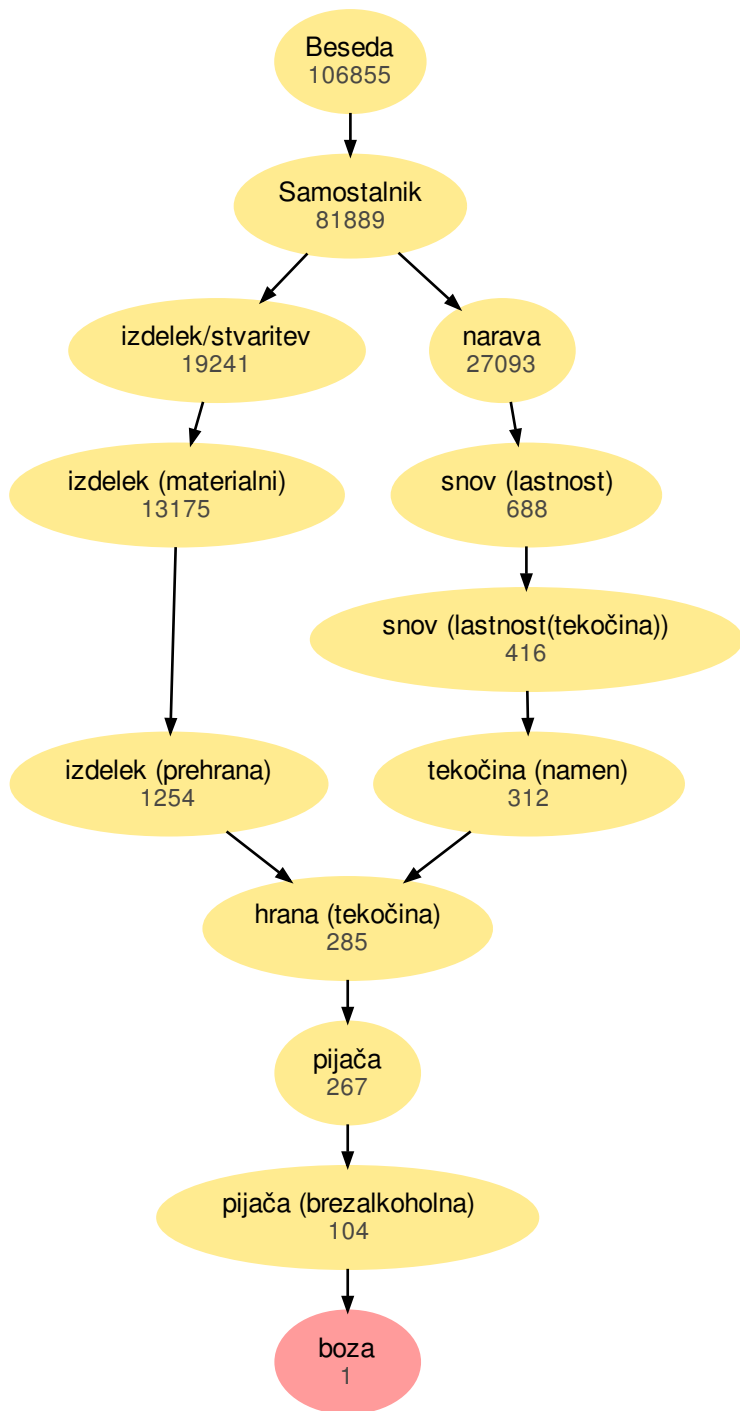 Beseda
106855
Samostalnik
81889
izdelek/stvaritev
19241
narava
27093
izdelek (materialni)
13175
snov (lastnost)
688
snov (lastnost(tekočina))
416
izdelek (prehrana)
1254
tekočina (namen)
312
hrana (tekočina)
285
pijača
267
pijača (brezalkoholna)
104
boza
1